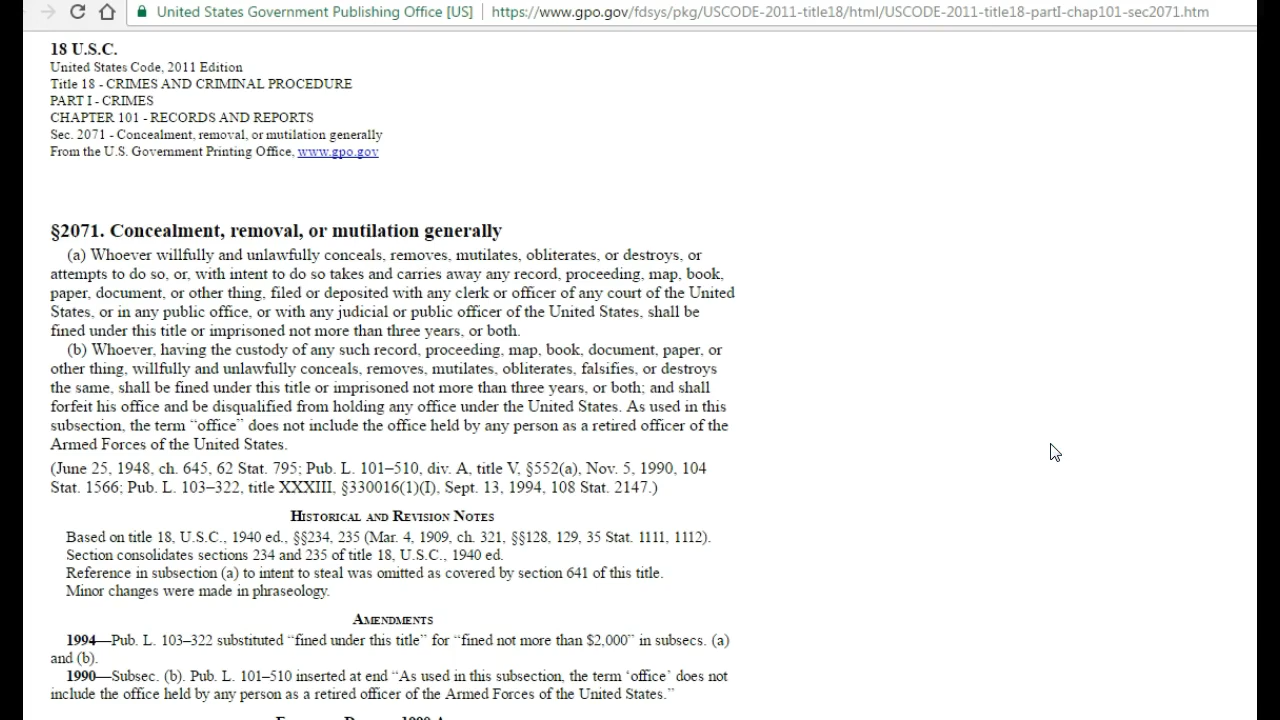 United States Government Publishing Office [US] | https://www.gpo.gov/fdsys/pkg/USCODE-2011-title18/html/USCODE-2011-title18-partI-chap101-sec2071.htm
18 U.S.C.
United States Code, 2011 Edition
Title 18 - CRIMES AND CRIMINAL PROCEDURE
PART I - CRIMES
CHAPTER 101 - RECORDS AND REPORTS
Sec. 2071 - Concealment, removal, or mutilation generally
From the U.S. Government Printing Office, www.gpo.gov
§2071. Concealment, removal, or mutilation generally
(a) Whoever willfully and unlawfully conceals, removes, mutilates, obliterates, or destroys, or
attempts to do so, or, with intent to do so takes and carries away any record, proceeding, map, book,
paper, document, or other thing, filed or deposited with any clerk or officer of any court of the United
States, or in any public office, or with any judicial or public officer of the United States, shall be
fined under this title or imprisoned not more than three years, or both.
(b) Whoever, having the custody of any such record, proceeding, map, book, document, paper, or
other thing, willfully and unlawfully conceals, removes, mutilates, obliterates, falsifies, or destroys
the same, shall be fined under this title or imprisoned not more than three years, or both; and shall
forfeit his office and be disqualified from holding any office under the United States. As used in this
subsection, the term “office” does not include the office held by any person as a retired officer of the
Armed Forces of the United States.
(June 25, 1948, ch. 645, 62 Stat. 795; Pub. L. 101–510, div. A, title V, §552(a), Nov. 5, 1990, 104
Stat. 1566; Pub. L. 103–322, title XXXIII, §330016(1)(I), Sept. 13, 1994, 108 Stat. 2147.)
Historical and Revision Notes
Based on title 18, U.S.C., 1940 ed., §§234, 235 (Mar. 4, 1909, ch. 321, §§128, 129, 35 Stat. 1111, 1112).
Section consolidates sections 234 and 235 of title 18, U.S.C., 1940 ed.
Reference in subsection (a) to intent to steal was omitted as covered by section 641 of this title.
Minor changes were made in phraseology.
Amendments
1994—Pub. L. 103–322 substituted “fined under this title” for “fined not more than $2,000” in subsecs. (a)
and (b).
1990—Subsec. (b). Pub. L. 101–510 inserted at end “As used in this subsection, the term ‘office’ does not
include the office held by any person as a retired officer of the Armed Forces of the United States.”